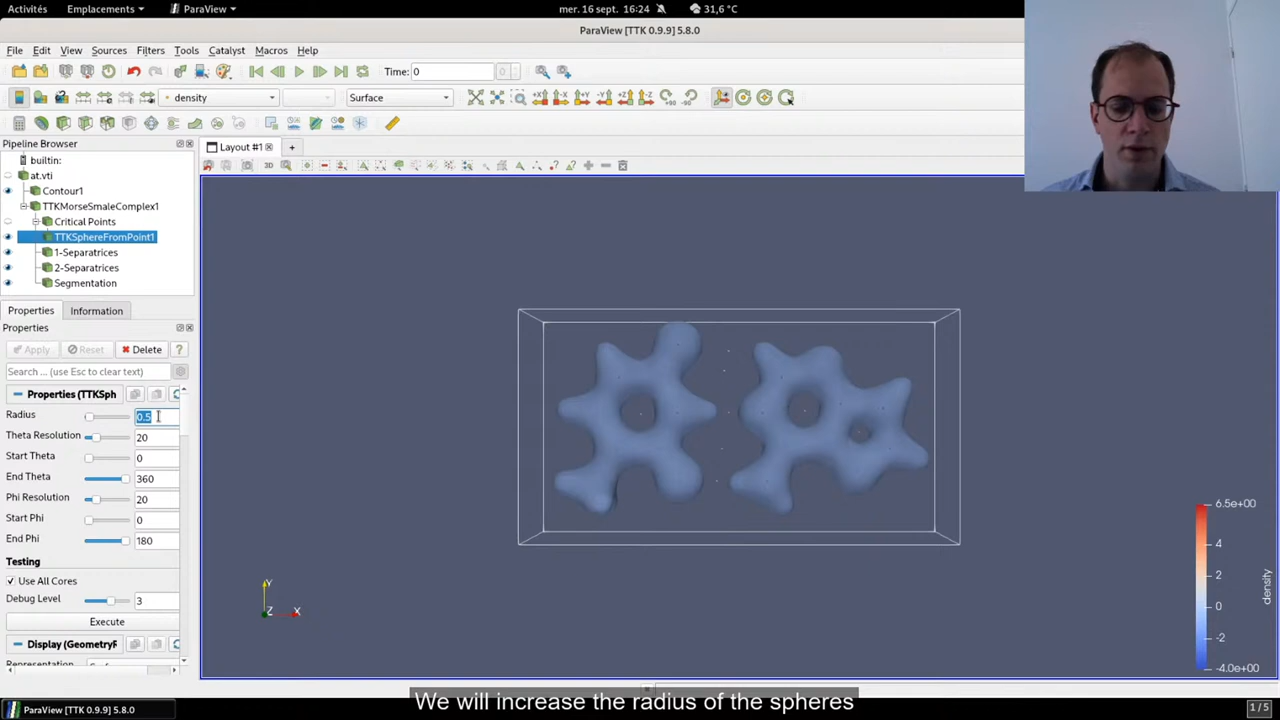 Activités
Emplacements
ParaView
mer. 16 sept. 16:24
31,6 °C
ParaView [TTK 0.9.9] 5.8.0
File Edit View Sources Filters Tools Catalyst Macros Help
Time: 0
0
density
Surface
Pipeline Browser
Layout #1
+
3D
builtin:
at.vti
Contour1
TTKMorseSmaleComplex1
Critical Points
TTKSphereFromPoint1
1-Separatrices
2-Separatrices
Segmentation
Properties Information
Properties
Apply Reset Delete ?
Search ... (use Esc to clear text)
Properties (TTKSph
Radius 0.5
Theta Resolution 20
Start Theta 0
End Theta 360
Phi Resolution 20
Start Phi 0
End Phi 180
Testing
Use All Cores
Debug Level 3
Execute
Display (GeometryF
Y
Z X
6.5e+00
4
2
0
-2
-4.0e+00
density
We will increase the radius of the spheres
ParaView [TTK 0.9.9] 5.8.0
1 / 5